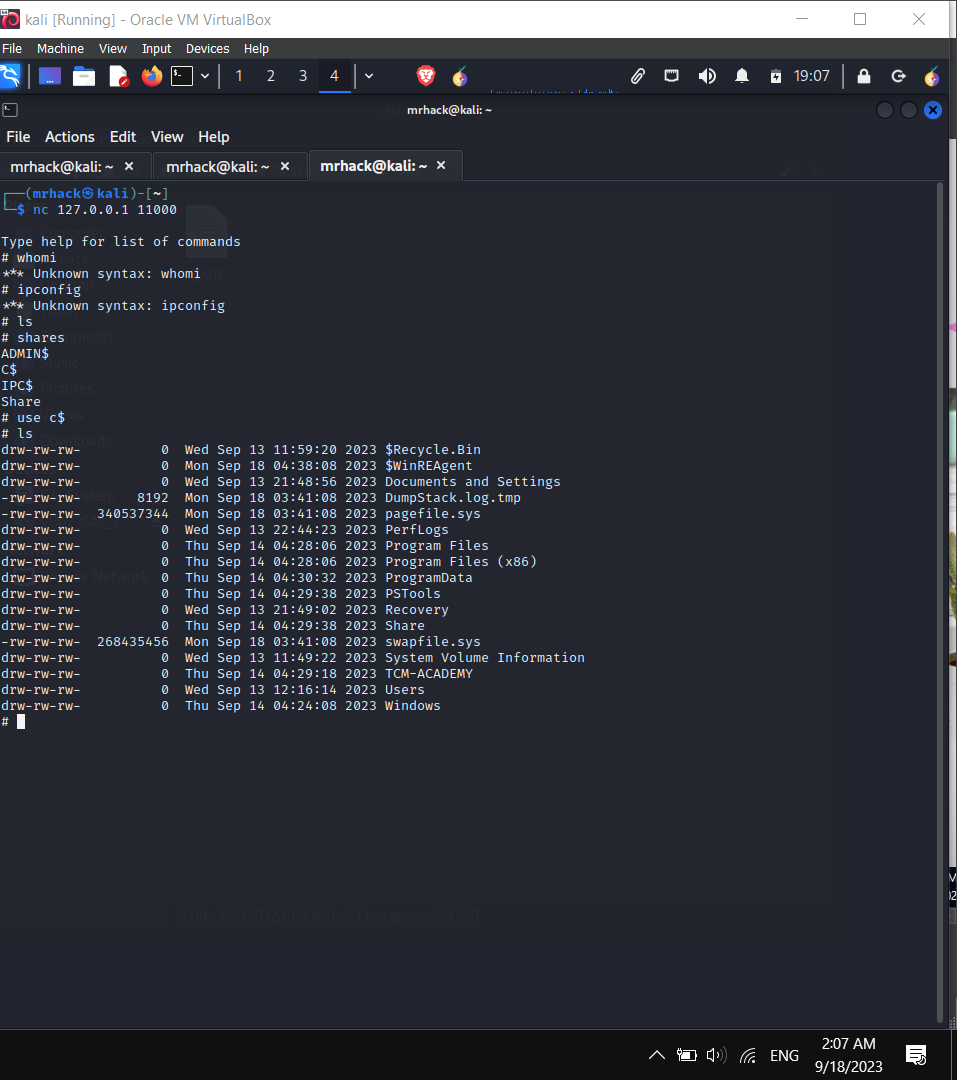 kali [Running] - Oracle VM VirtualBox
File Machine View Input Devices Help
1 2 3 4 19:07
mrhack@kali: ~
File Actions Edit View Help
mrhack@kali: ~ mrhack@kali: ~ mrhack@kali: ~
┌──(mrhack㉿kali)-[~]
└─$ nc 127.0.0.1 11000
Type help for list of commands
# whomi
*** Unknown syntax: whomi
# ipconfig
*** Unknown syntax: ipconfig
# ls
# shares
ADMIN$
C$
IPC$
Share
# use c$
# ls
drw-rw-rw- 0 Wed Sep 13 11:59:20 2023 $Recycle.Bin
drw-rw-rw- 0 Mon Sep 18 04:38:08 2023 $WinREAgent
drw-rw-rw- 0 Wed Sep 13 21:48:56 2023 Documents and Settings
-rw-rw-rw- 8192 Mon Sep 18 03:41:08 2023 DumpStack.log.tmp
-rw-rw-rw- 340537344 Mon Sep 18 03:41:08 2023 pagefile.sys
drw-rw-rw- 0 Wed Sep 13 22:44:23 2023 PerfLogs
drw-rw-rw- 0 Thu Sep 14 04:28:06 2023 Program Files
drw-rw-rw- 0 Thu Sep 14 04:28:06 2023 Program Files (x86)
drw-rw-rw- 0 Thu Sep 14 04:30:32 2023 ProgramData
drw-rw-rw- 0 Thu Sep 14 04:29:38 2023 PSTools
drw-rw-rw- 0 Wed Sep 13 21:49:02 2023 Recovery
drw-rw-rw- 0 Thu Sep 14 04:29:38 2023 Share
-rw-rw-rw- 268435456 Mon Sep 18 03:41:08 2023 swapfile.sys
drw-rw-rw- 0 Wed Sep 13 11:49:22 2023 System Volume Information
drw-rw-rw- 0 Thu Sep 14 04:29:18 2023 TCM-ACADEMY
drw-rw-rw- 0 Wed Sep 13 12:16:14 2023 Users
drw-rw-rw- 0 Thu Sep 14 04:24:08 2023 Windows
#
Music
Pictures
ENG
2:07 AM
9/18/2023